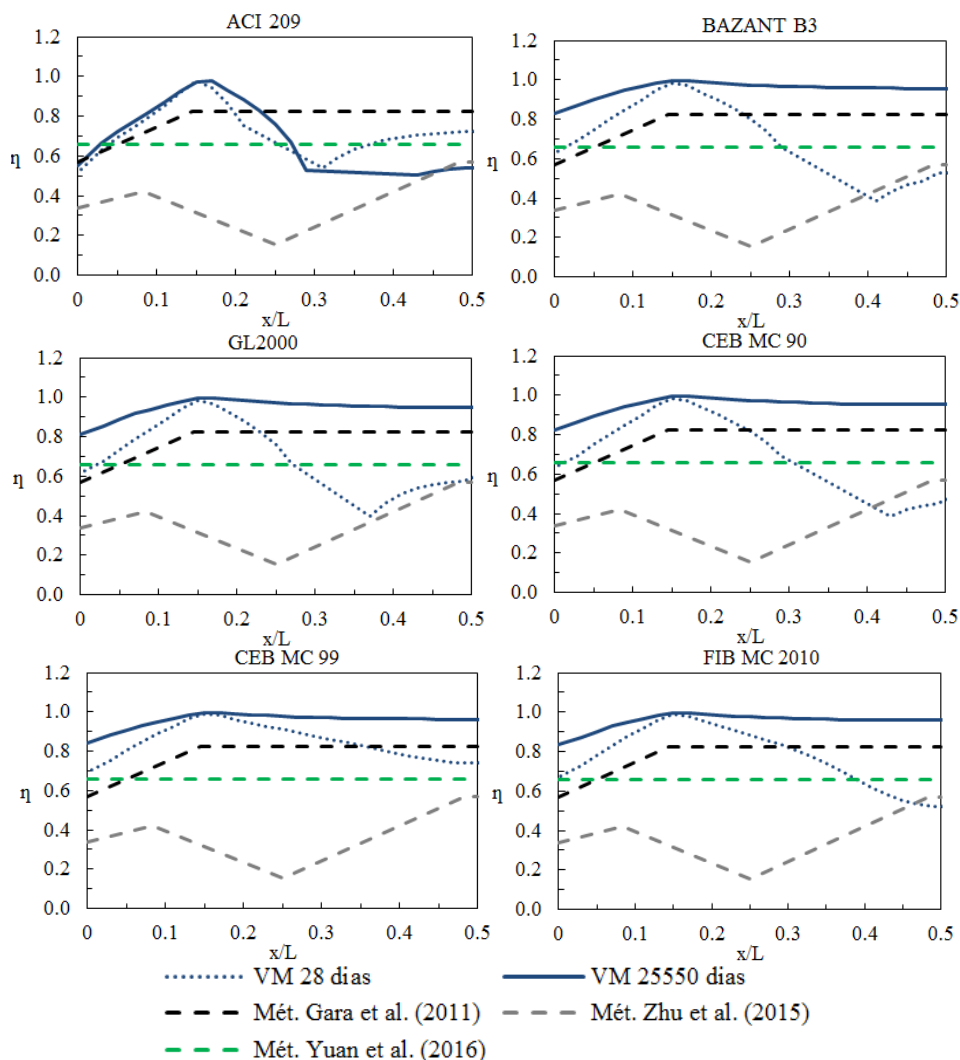 ACI 209
1.2
1.0
0.8
η
0.6
0.4
0.2
0.0
0 0.1 0.2 0.3 0.4 0.5
x/L
BAZANT B3
1.2
1.0
0.8
η
0.6
0.4
0.2
0.0
0 0.1 0.2 0.3 0.4 0.5
x/L
GL2000
1.2
1.0
0.8
η
0.6
0.4
0.2
0.0
0 0.1 0.2 0.3 0.4 0.5
x/L
CEB MC 90
1.2
1.0
0.8
η
0.6
0.4
0.2
0.0
0 0.1 0.2 0.3 0.4 0.5
x/L
CEB MC 99
1.2
1.0
0.8
η
0.6
0.4
0.2
0.0
0 0.1 0.2 0.3 0.4 0.5
x/L
FIB MC 2010
1.2
1.0
0.8
η
0.6
0.4
0.2
0.0
0 0.1 0.2 0.3 0.4 0.5
x/L
VM 28 dias
VM 25550 dias
Mét. Gara et al. (2011)
Mét. Zhu et al. (2015)
Mét. Yuan et al. (2016)